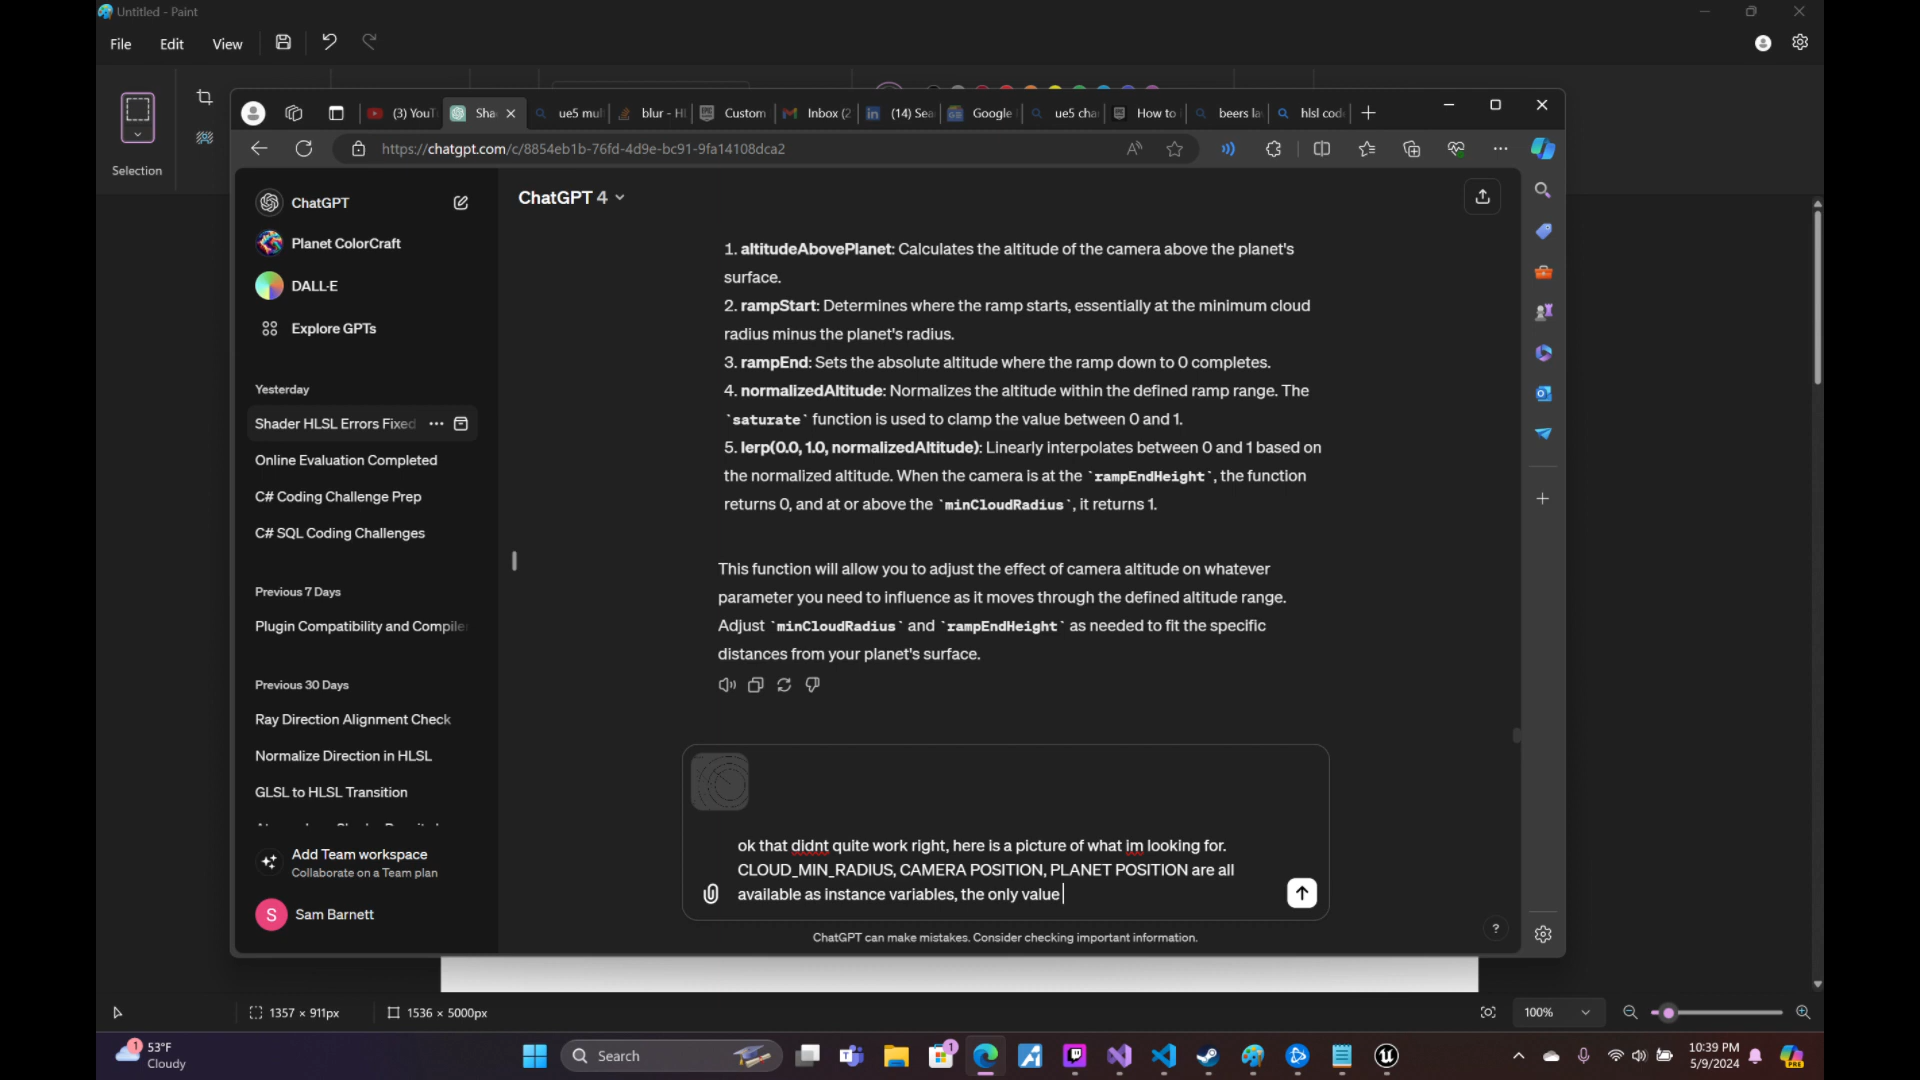 Untitled - Paint
File Edit View
Selection
(3) YouT
Sha
ue5 mul
blur - HL
Custom
Inbox (2
(14) Sea
Google
ue5 char
How to
beers la
hlsl code
https://chatgpt.com/c/8854eb1b-76fd-4d9e-bc91-9fa14108dca2
ChatGPT
Planet ColorCraft
DALL·E
Explore GPTs
Yesterday
Shader HLSL Errors Fixed
Online Evaluation Completed
C# Coding Challenge Prep
C# SQL Coding Challenges
Previous 7 Days
Plugin Compatibility and Compile
Previous 30 Days
Ray Direction Alignment Check
Normalize Direction in HLSL
GLSL to HLSL Transition
Add Team workspace
Collaborate on a Team plan
S Sam Barnett
ChatGPT 4
1. altitudeAbovePlanet: Calculates the altitude of the camera above the planet's
surface.
2. rampStart: Determines where the ramp starts, essentially at the minimum cloud
radius minus the planet's radius.
3. rampEnd: Sets the absolute altitude where the ramp down to 0 completes.
4. normalizedAltitude: Normalizes the altitude within the defined ramp range. The
`saturate` function is used to clamp the value between 0 and 1.
5. lerp(0.0, 1.0, normalizedAltitude): Linearly interpolates between 0 and 1 based on
the normalized altitude. When the camera is at the `rampEndHeight`, the function
returns 0, and at or above the `minCloudRadius`, it returns 1.
This function will allow you to adjust the effect of camera altitude on whatever
parameter you need to influence as it moves through the defined altitude range.
Adjust `minCloudRadius` and `rampEndHeight` as needed to fit the specific
distances from your planet's surface.
ok that didnt quite work right, here is a picture of what im looking for.
CLOUD_MIN_RADIUS, CAMERA POSITION, PLANET POSITION are all
available as instance variables, the only value
ChatGPT can make mistakes. Consider checking important information.
?
1357 × 911px
1536 × 5000px
100%
1
53°F
Cloudy
Search
1
10:39 PM
5/9/2024
PRE